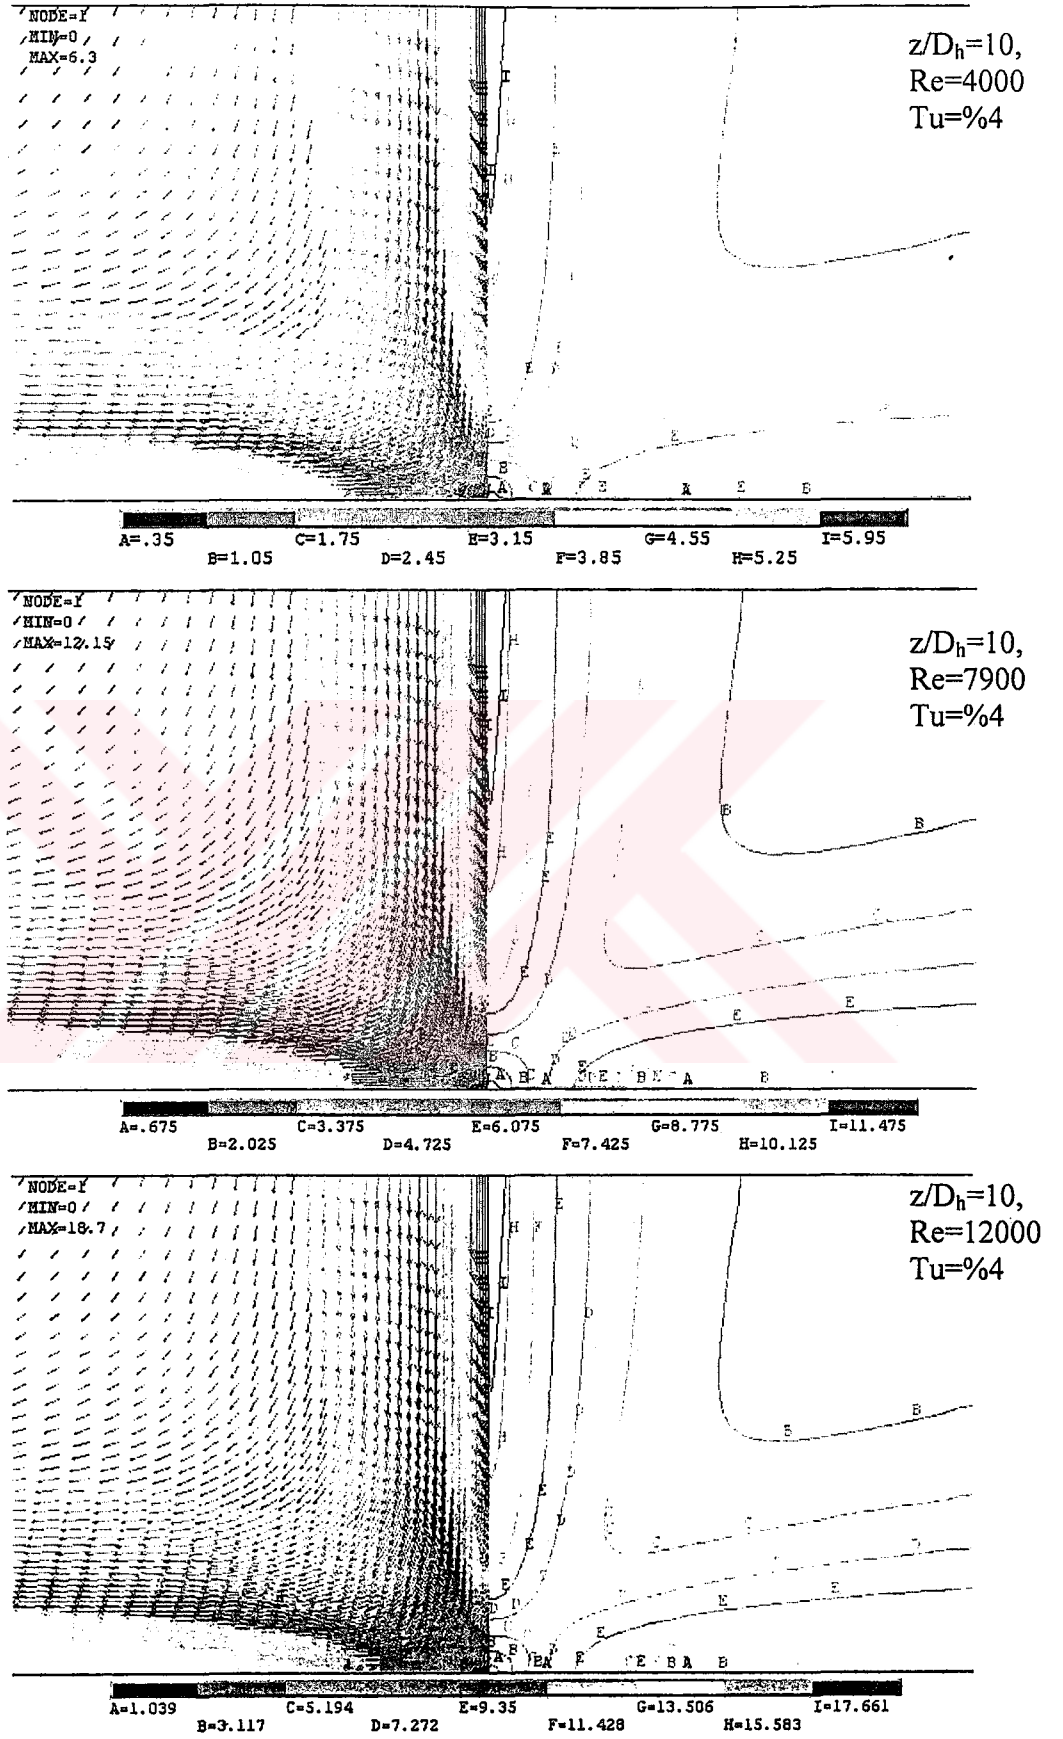 NODE=1
MIN=0
MAX=6.3
z/Dh=10,
Re=4000
Tu=%4
I
H
E
E
E
B
A
A
E
A
E
B
A=.35
B=1.05
C=1.75
D=2.45
E=3.15
F=3.85
G=4.55
H=5.25
I=5.95
NODE=1
MIN=0
MAX=12.15
z/Dh=10,
Re=7900
Tu=%4
H
I
B
B
E
H
E
E
E
E
C
B
A B C A E B E A B
A=.675
B=2.025
C=3.375
D=4.725
E=6.075
F=7.425
G=8.775
H=10.125
I=11.475
NODE=1
MIN=0
MAX=18.7
z/Dh=10,
Re=12000
Tu=%4
E
H F
I
D
B
B
D
E
D
E
E
D D
E
E
B
A B A E E B A B
A=1.039
B=3.117
C=5.194
D=7.272
E=9.35
F=11.428
G=13.506
H=15.583
I=17.661